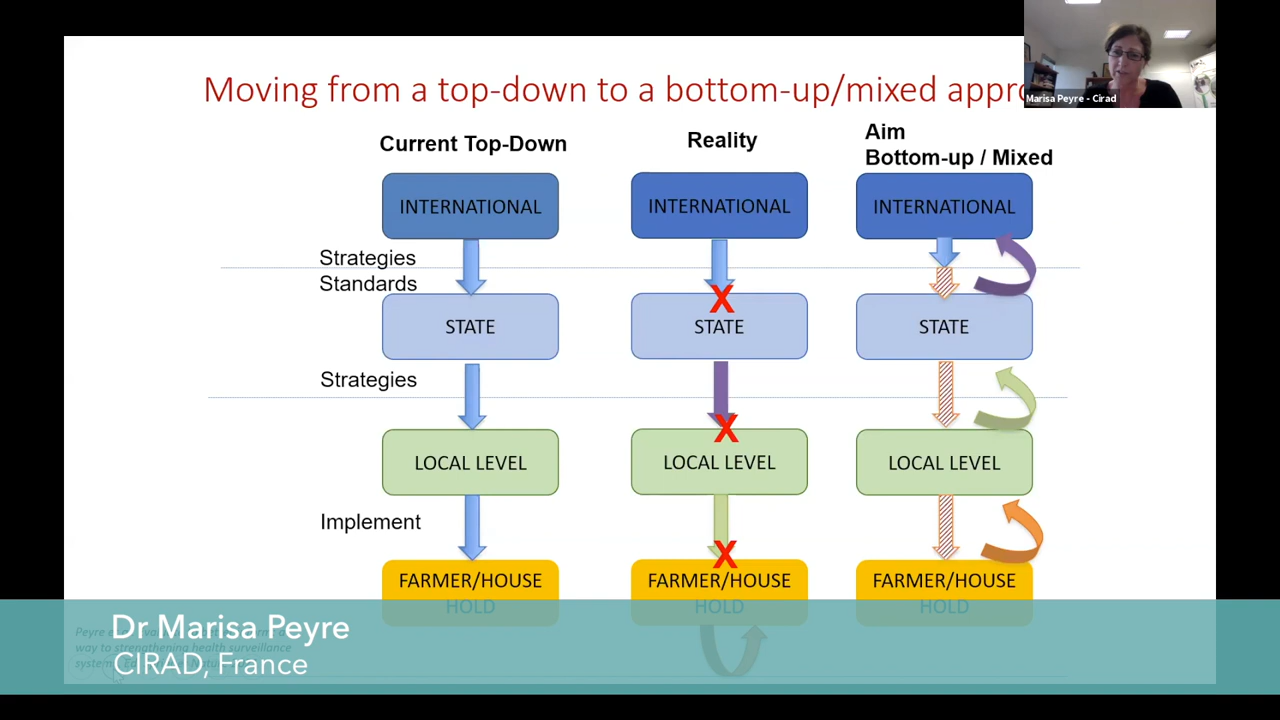 Moving from a top-down to a bottom-up/mixed appro
Marisa Peyre - Cirad
Current Top-Down
Reality
Aim
Bottom-up / Mixed
INTERNATIONAL
INTERNATIONAL
INTERNATIONAL
Strategies
Standards
X
STATE
STATE
STATE
Strategies
X
LOCAL LEVEL
LOCAL LEVEL
LOCAL LEVEL
Implement
X
FARMER/HOUSE
HOLD
FARMER/HOUSE
HOLD
FARMER/HOUSE
HOLD
Dr Marisa Peyre
CIRAD, France
Peyre
way to strengthening health surveillance